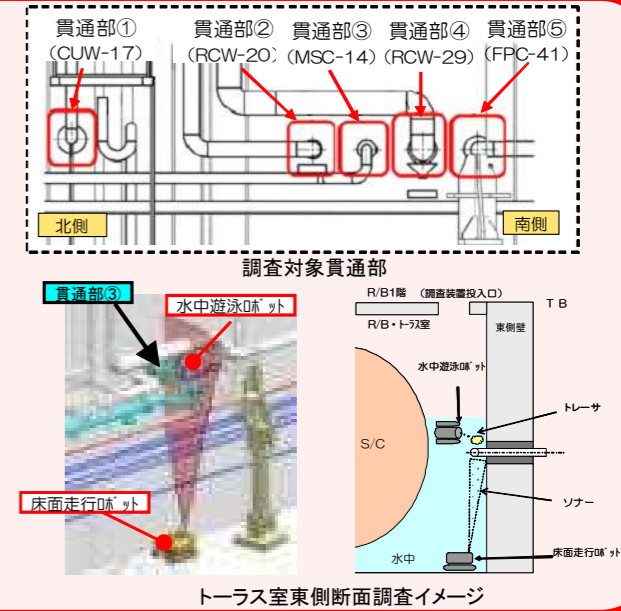 貫通部①
(CUW-17)
貫通部②
(RCW-20)
貫通部③
(MSC-14)
貫通部④
(RCW-29)
貫通部⑤
(FPC-41)
北側
南側
調査対象貫通部
貫通部③
水中遊泳ロボット
床面走行ロボット
R/B1階 (調査装置投入口)
T B
R/B・トーラス室
東側壁
水中遊泳ロボット
トレーサ
S/C
ソナー
床面走行ロボット
水中
トーラス室東側断面調査イメージ